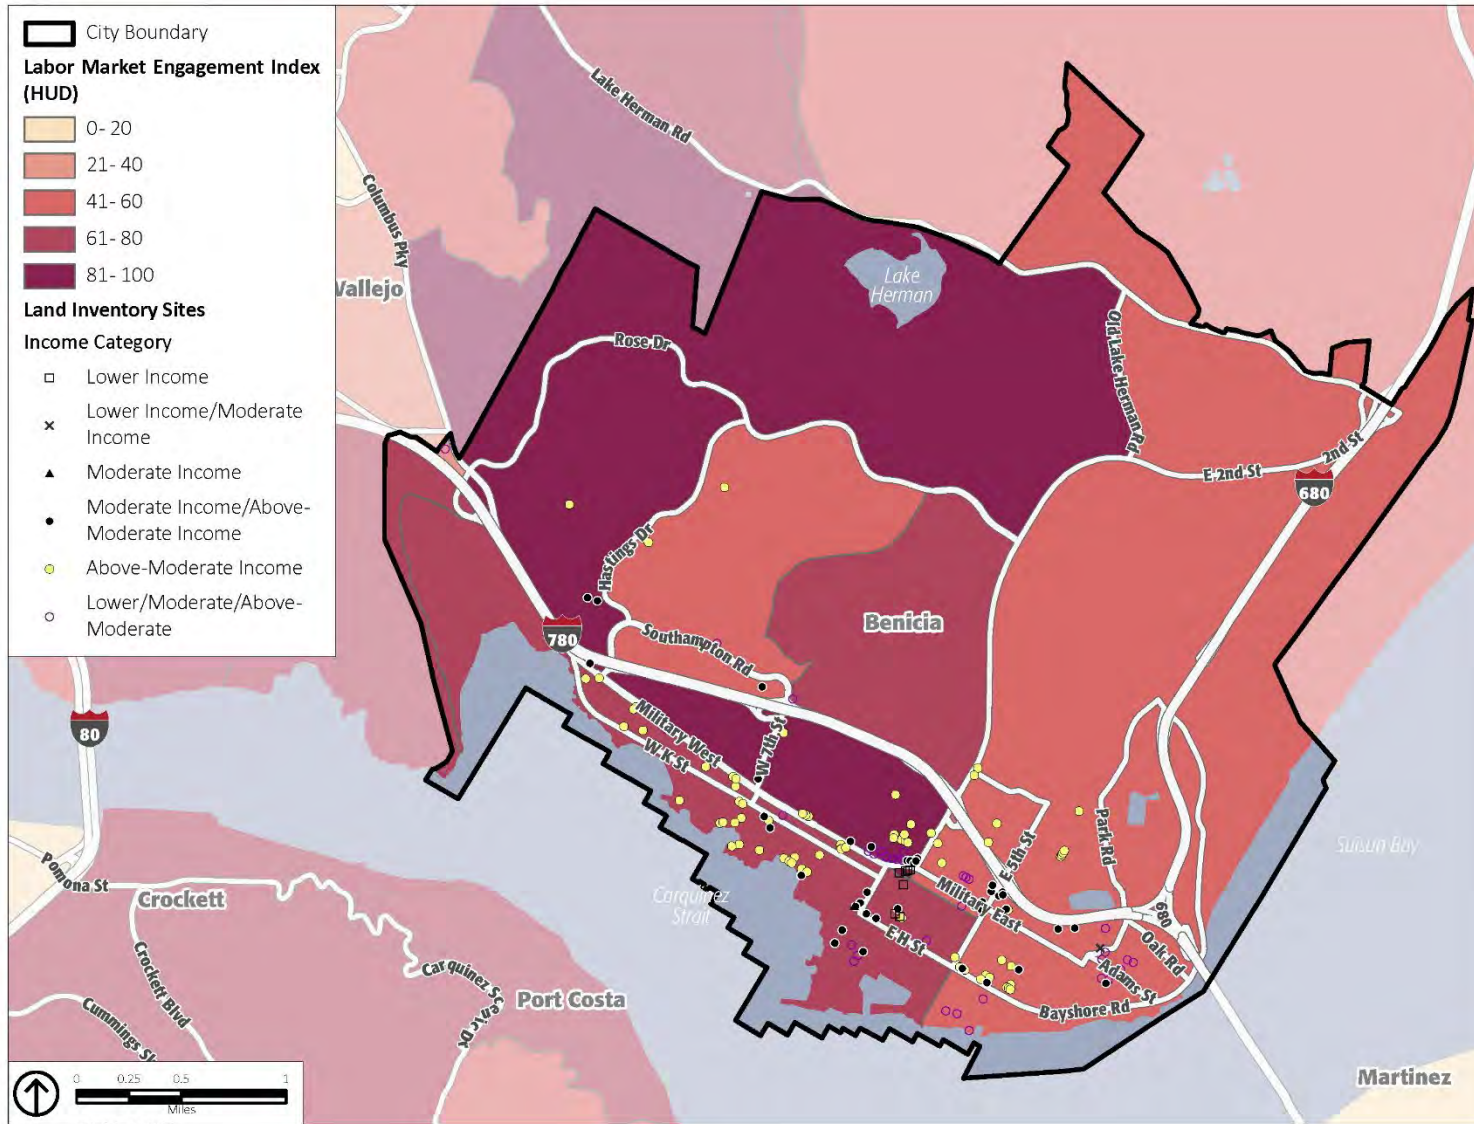 City Boundary
Labor Market Engagement Index
(HUD)
0- 20
21- 40
41- 60
61- 80
81- 100
Land Inventory Sites
Income Category
Lower Income
Lower Income/Moderate
Income
Moderate Income
Moderate Income/Above-
Moderate Income
Above-Moderate Income
Lower/Moderate/Above-
Moderate
Lake Herman Rd
Columbus Pky
Vallejo
Lake
Herman
Rose Dr
Old Lake Herman Rd
E 2nd St
2nd St
680
Hastings Dr
780
Southampton Rd
Benicia
Military West
W K St
W 7th St
80
Park Rd
E 5th St
Suisun Bay
Pomona St
Crockett
Carquinez
Strait
Military East
680
E H St
Oak Rd
Adams St
Crockett Blvd
Carquinez Scenic Dr
Port Costa
Bayshore Rd
Cummings Sk
Martinez
0 0.25 0.5 1
Miles